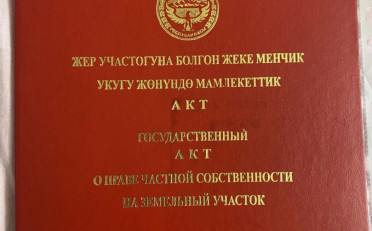 ЖЕР УЧАСТОГУНА БОЛГОН ЖЕКЕ МЕНЧИК
УКУГУ ЖӨНҮНДӨ МАМЛЕКЕТТИК
АКТ
ГОСУДАРСТВЕННЫЙ
АКТ
О ПРАВЕ ЧАСТНОЙ СОБСТВЕННОСТИ
НА ЗЕМЕЛЬНЫЙ УЧАСТОК